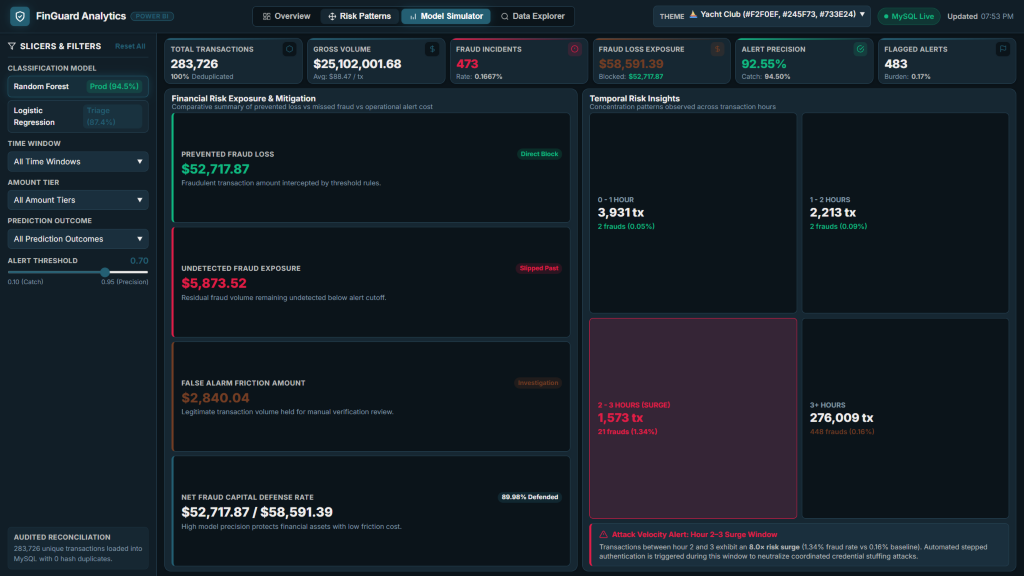 FinGuard Analytics POWER BI
Overview Risk Patterns Model Simulator Data Explorer
THEME ⛵ Yacht Club (#F2F0EF, #245F73, #733E24) ▼
MySQL Live Updated 07:53 PM
SLICERS & FILTERS Reset All
CLASSIFICATION MODEL
Random Forest Prod (94.5%)
Logistic Regression Triage (87.4%)
TIME WINDOW
All Time Windows ▼
AMOUNT TIER
All Amount Tiers ▼
PREDICTION OUTCOME
All Prediction Outcomes ▼
ALERT THRESHOLD 0.70
0.10 (Catch) 0.95 (Precision)
AUDITED RECONCILIATION
283,726 unique transactions loaded into
MySQL with 0 hash duplicates.
TOTAL TRANSACTIONS
283,726
100% Deduplicated
GROSS VOLUME $
$25,102,001.68
Avg: $88.47 / tx
FRAUD INCIDENTS
473
Rate: 0.1667%
FRAUD LOSS EXPOSURE $
$58,591.39
Blocked: $52,717.87
ALERT PRECISION
92.55%
Catch: 94.50%
FLAGGED ALERTS
483
Burden: 0.17%
Financial Risk Exposure & Mitigation
Comparative summary of prevented loss vs missed fraud vs operational alert cost
PREVENTED FRAUD LOSS Direct Block
$52,717.87
Fraudulent transaction amount intercepted by threshold rules.
UNDETECTED FRAUD EXPOSURE Slipped Past
$5,873.52
Residual fraud volume remaining undetected below alert cutoff.
FALSE ALARM FRICTION AMOUNT Investigation
$2,840.04
Legitimate transaction volume held for manual verification review.
NET FRAUD CAPITAL DEFENSE RATE 89.98% Defended
$52,717.87 / $58,591.39
High model precision protects financial assets with low friction cost.
Temporal Risk Insights
Concentration patterns observed across transaction hours
0 - 1 HOUR
3,931 tx
2 frauds (0.05%)
1 - 2 HOURS
2,213 tx
2 frauds (0.09%)
2 - 3 HOURS (SURGE)
1,573 tx
21 frauds (1.34%)
3+ HOURS
276,009 tx
448 frauds (0.16%)
Attack Velocity Alert: Hour 2–3 Surge Window
Transactions between hour 2 and 3 exhibit an 8.0x risk surge (1.34% fraud rate vs 0.16% baseline). Automated stepped
authentication is triggered during this window to neutralize coordinated credential stuffing attacks.